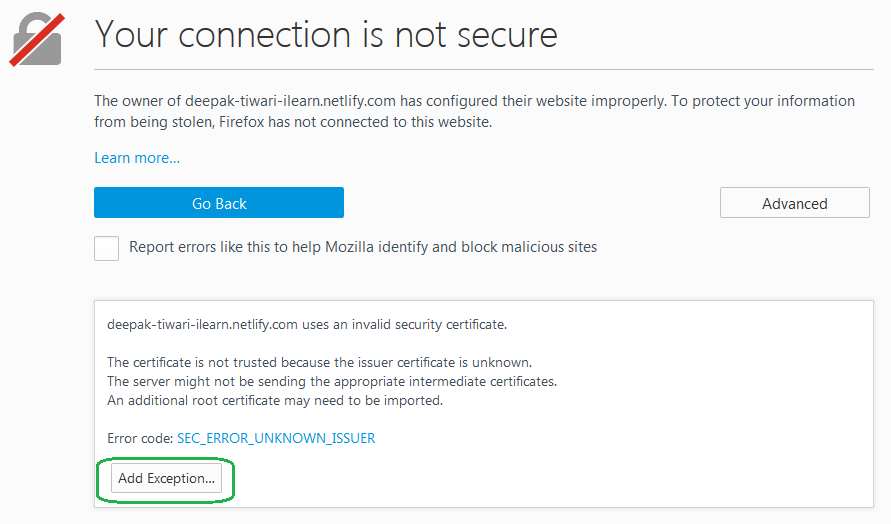 Your connection is not secure
The owner of deepak-tiwari-ilearn.netlify.com has configured their website improperly. To protect your information
from being stolen, Firefox has not connected to this website.
Learn more...
Go Back
Advanced
Report errors like this to help Mozilla identify and block malicious sites
deepak-tiwari-ilearn.netlify.com uses an invalid security certificate.
The certificate is not trusted because the issuer certificate is unknown.
The server might not be sending the appropriate intermediate certificates.
An additional root certificate may need to be imported.
Error code: SEC_ERROR_UNKNOWN_ISSUER
Add Exception...